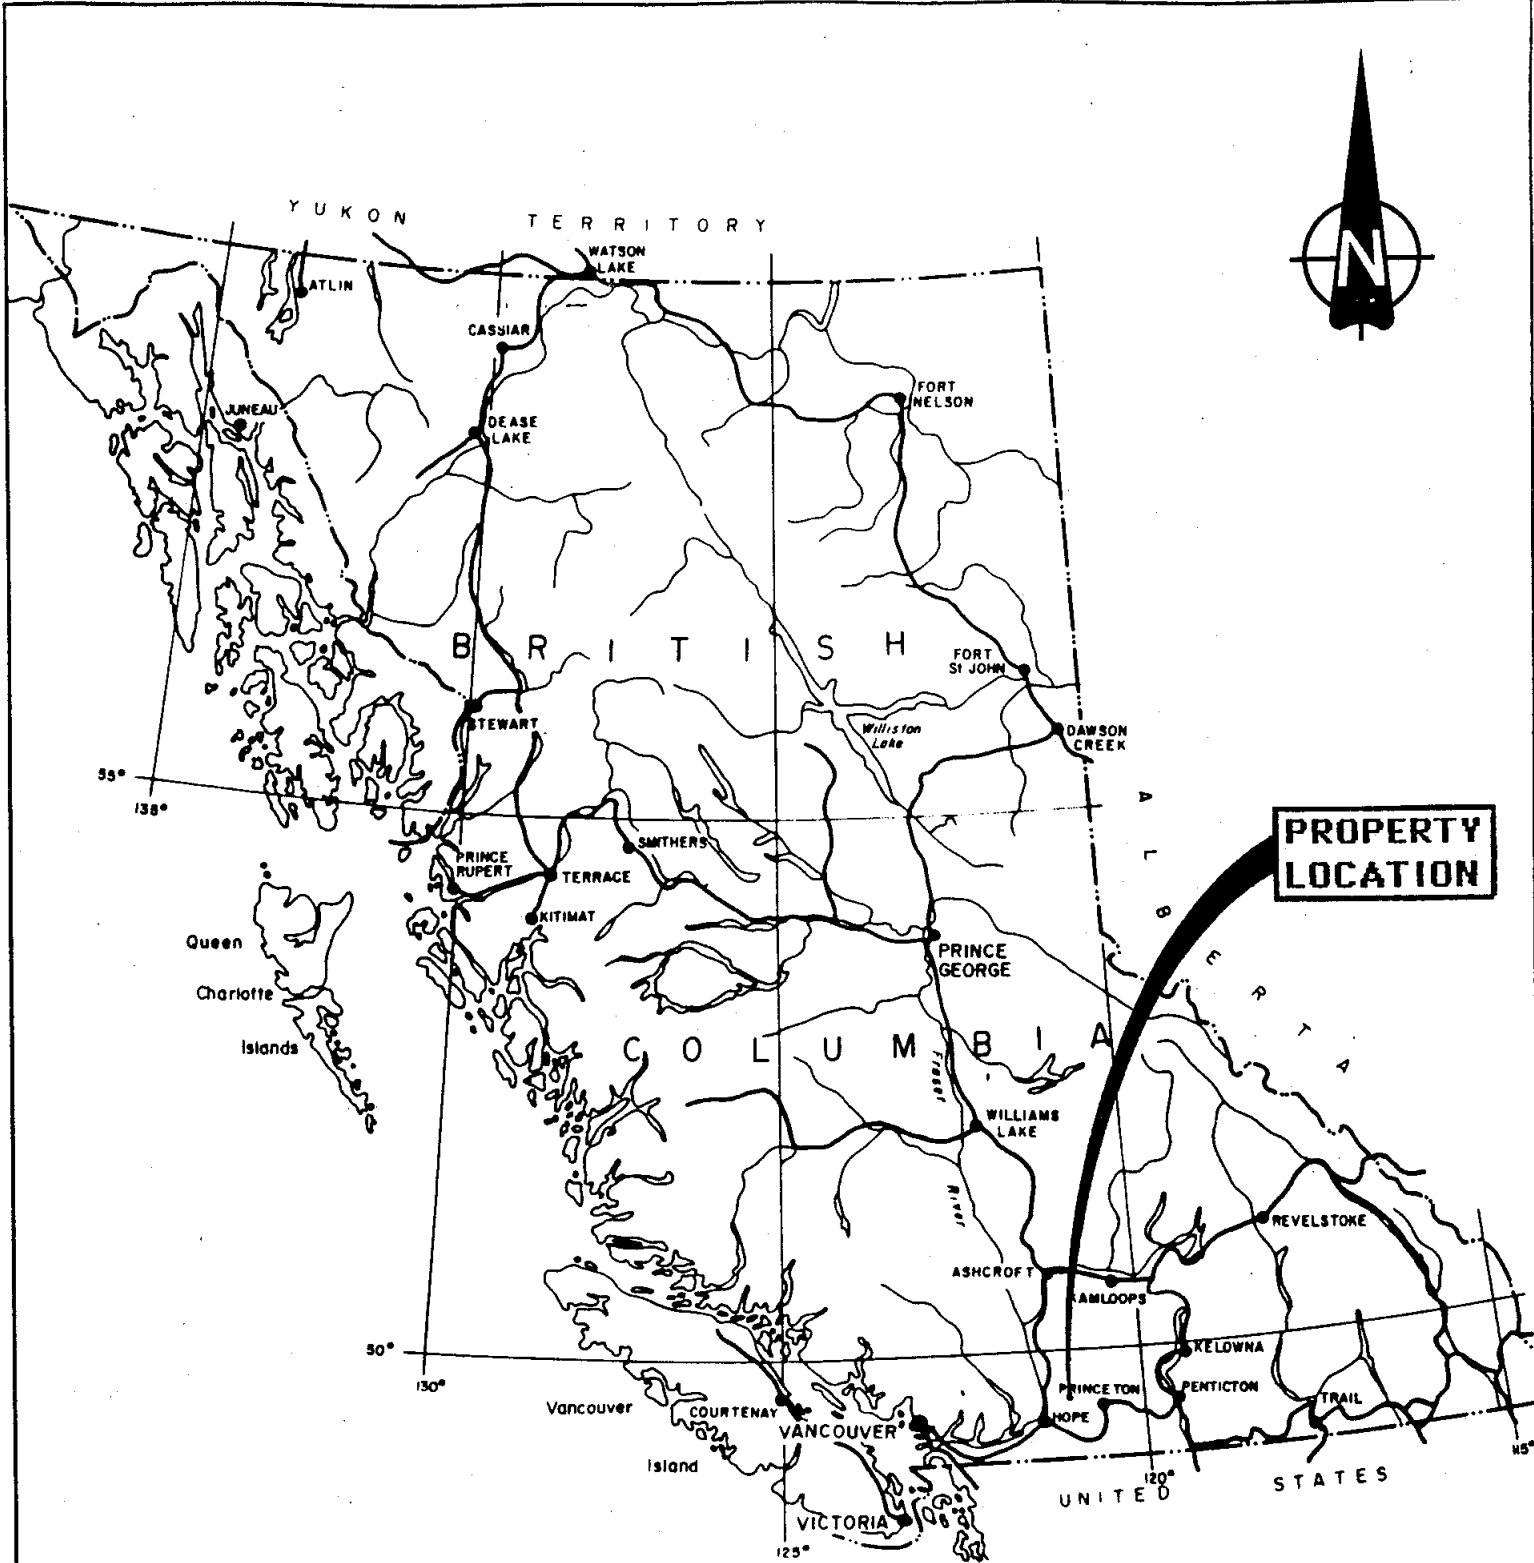 N
YUKON TERRITORY
WATSON
LAKE
ATLIN
CASSIAR
FORT
NELSON
JUNEAU
DEASE
LAKE
BRITISH
FORT
St JOHN
STEWART
Williston
Lake
DAWSON
CREEK
55°
135°
ALBERTA
PROPERTY
LOCATION
SMITHERS
PRINCE
RUPERT
TERRACE
KITIMAT
Queen
Charlotte
Islands
PRINCE
GEORGE
COLUMBIA
Fraser
River
WILLIAMS
LAKE
REVELSTOKE
ASHCROFT
KAMLOOPS
50°
130°
KELOWNA
PRINCETON
PENTICTON
TRAIL
Vancouver
Island
COURTENAY
VANCOUVER
HOPE
115°
120°
UNITED STATES
VICTORIA
125°